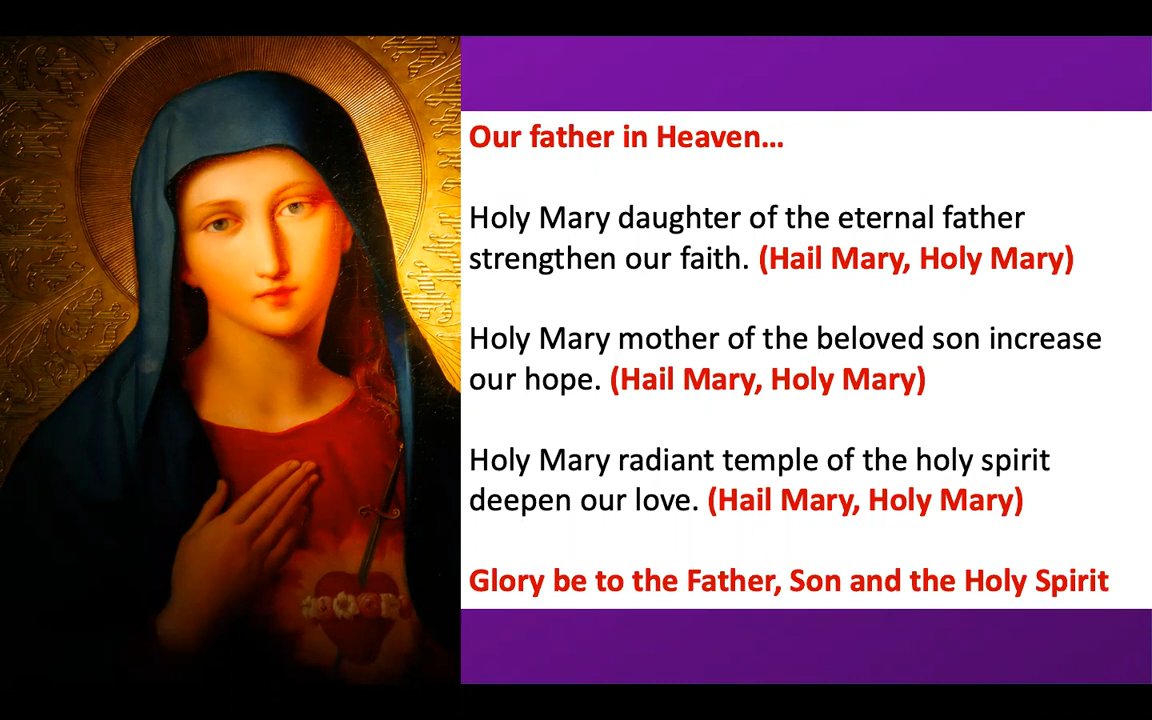 Our father in Heaven...
Holy Mary daughter of the eternal father
strengthen our faith. (Hail Mary, Holy Mary)
Holy Mary mother of the beloved son increase
our hope. (Hail Mary, Holy Mary)
Holy Mary radiant temple of the holy spirit
deepen our love. (Hail Mary, Holy Mary)
Glory be to the Father, Son and the Holy Spirit